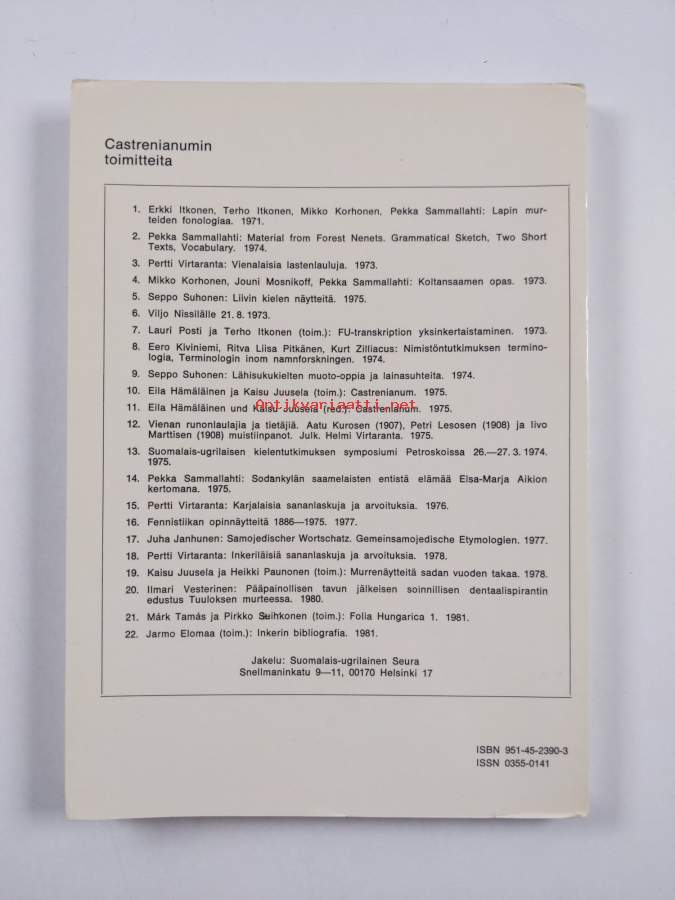 Castrenianumin
toimitteita
1. Erkki Itkonen, Terho Itkonen, Mikko Korhonen, Pekka Sammallahti: Lapin mur-
teiden fonologiaa. 1971.
2. Pekka Sammallahti: Material from Forest Nenets. Grammatical Sketch, Two Short
Texts, Vocabulary. 1974.
3. Pertti Virtaranta: Vienalaisia lastenlauluja. 1973.
4. Mikko Korhonen, Jouni Mosnikoff, Pekka Sammallahti: Koltansaamen opas. 1973.
5. Seppo Suhonen: Liivin kielen näytteitä. 1975.
6. Viljo Nissilälle 21. 8. 1973.
7. Lauri Posti ja Terho Itkonen (toim.): FU-transkription yksinkertaistaminen. 1973.
8. Eero Kiviniemi, Ritva Liisa Pitkänen, Kurt Zilliacus: Nimistöntutkimuksen termino-
logia, Terminologin inom namnforskningen. 1974.
9. Seppo Suhonen: Lähisukukielten muoto-oppia ja lainasuhteita. 1974.
10. Eila Hämäläinen ja Kaisu Juusela (toim.): Castrenianum. 1975.
Antikvariaatti.net
11. Eila Hämäläinen und Kaisu Juusela (red.): Castrenianum. 1975.
12. Vienan runonlaulajia ja tietäjiä. Aatu Kurosen (1907), Petri Lesosen (1908) ja Iivo
Marttisen (1908) muistiinpanot. Julk. Helmi Virtaranta. 1975.
13. Suomalais-ugrilaisen kielentutkimuksen symposiumi Petroskoissa 26.—27. 3. 1974.
1975.
14. Pekka Sammallahti: Sodankylän saamelaisten entistä elämää Elsa-Marja Aikion
kertomana. 1975.
15. Pertti Virtaranta: Karjalaisia sananlaskuja ja arvoituksia. 1976.
16. Fennistiikan opinnäytteitä 1886—1975. 1977.
17. Juha Janhunen: Samojedischer Wortschatz. Gemeinsamojedische Etymologien. 1977.
18. Pertti Virtaranta: Inkeriläisiä sananlaskuja ja arvoituksia. 1978.
19. Kaisu Juusela ja Heikki Paunonen (toim.): Murrenäytteitä sadan vuoden takaa. 1978.
20. Ilmari Vesterinen: Pääpainollisen tavun jälkeisen soinnillisen dentaalispirantin
edustus Tuuloksen murteessa. 1980.
21. Márk Tamás ja Pirkko Suihkonen (toim.): Folia Hungarica 1. 1981.
22. Jarmo Elomaa (toim.): Inkerin bibliografia. 1981.
Jakelu: Suomalais-ugrilainen Seura
Snellmaninkatu 9—11, 00170 Helsinki 17
ISBN 951-45-2390-3
ISSN 0355-0141